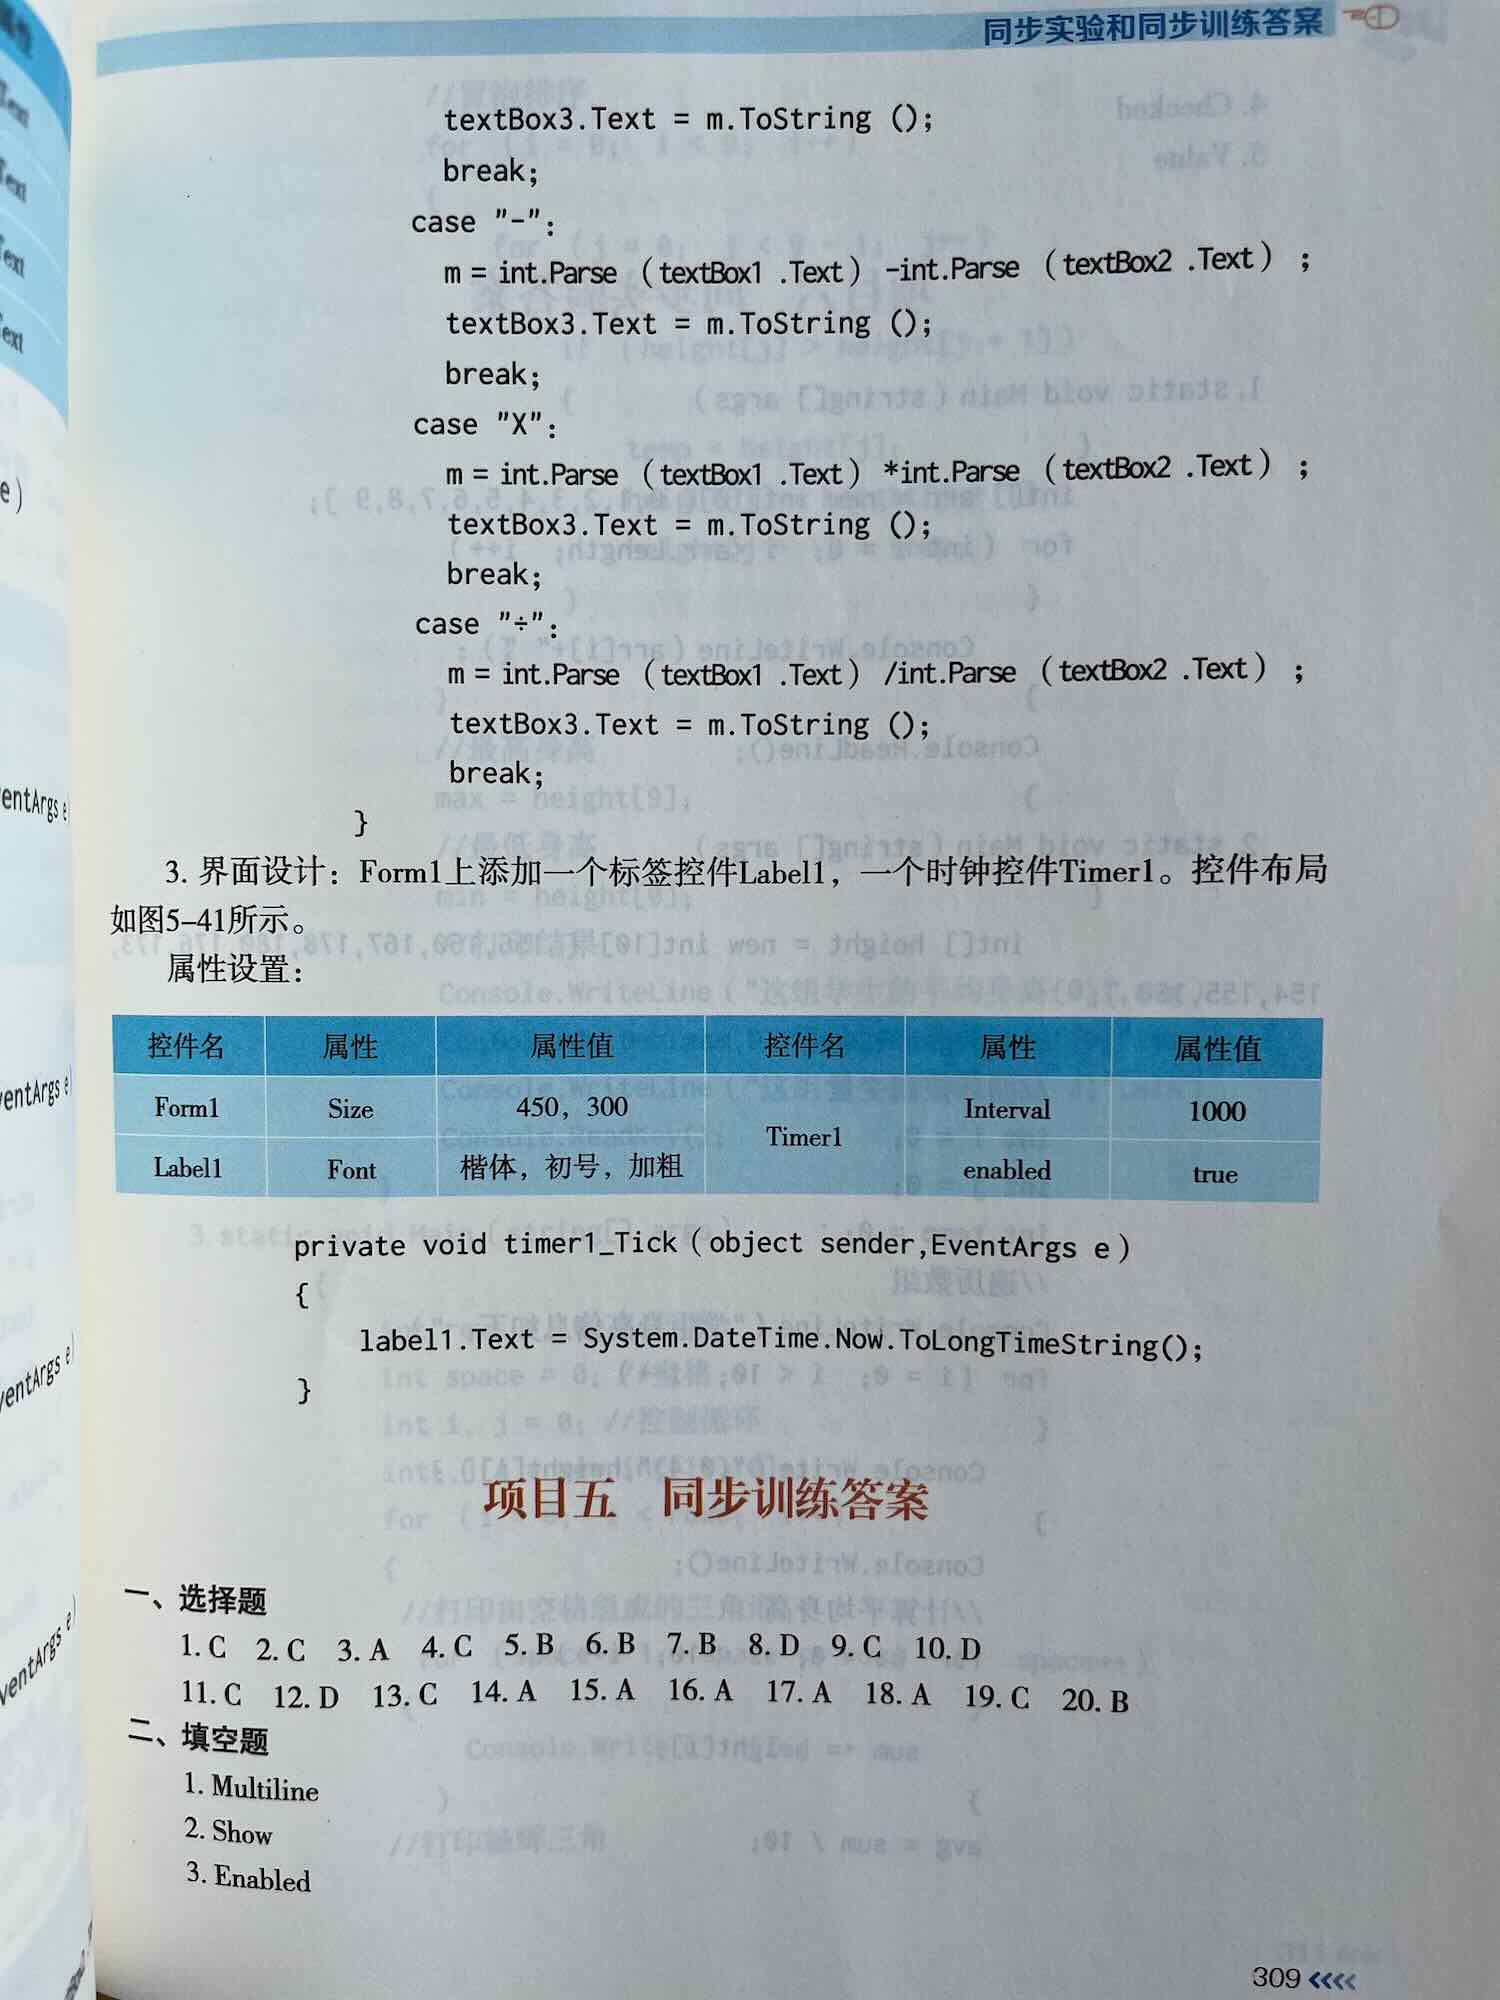 同步实验和同步训练答案
textBox3.Text = m.ToString ();
break;
case "-":
m = int.Parse （textBox1 .Text） -int.Parse （textBox2 .Text） ;
textBox3.Text = m.ToString ();
break;
case "X":
m = int.Parse （textBox1 .Text） *int.Parse （textBox2 .Text） ;
textBox3.Text = m.ToString ();
break;
case "÷":
m = int.Parse （textBox1 .Text） /int.Parse （textBox2 .Text） ;
textBox3.Text = m.ToString ();
break;
}
3. 界面设计：Form1上添加一个标签控件Label1，一个时钟控件Timer1。控件布局
如图5-41所示。
属性设置：
控件名 属性 属性值 控件名 属性 属性值
Form1 Size 450，300 Timer1 Interval 1000
Label1 Font 楷体，初号，加粗 enabled true
private void timer1_Tick（object sender,EventArgs e）
{
label1.Text = System.DateTime.Now.ToLongTimeString();
}
项目五 同步训练答案
一、选择题
1. C 2. C 3. A 4. C 5. B 6. B 7. B 8. D 9. C 10. D
11. C 12. D 13. C 14. A 15. A 16. A 17. A 18. A 19. C 20. B
二、填空题
1. Multiline
2. Show
3. Enabled
309